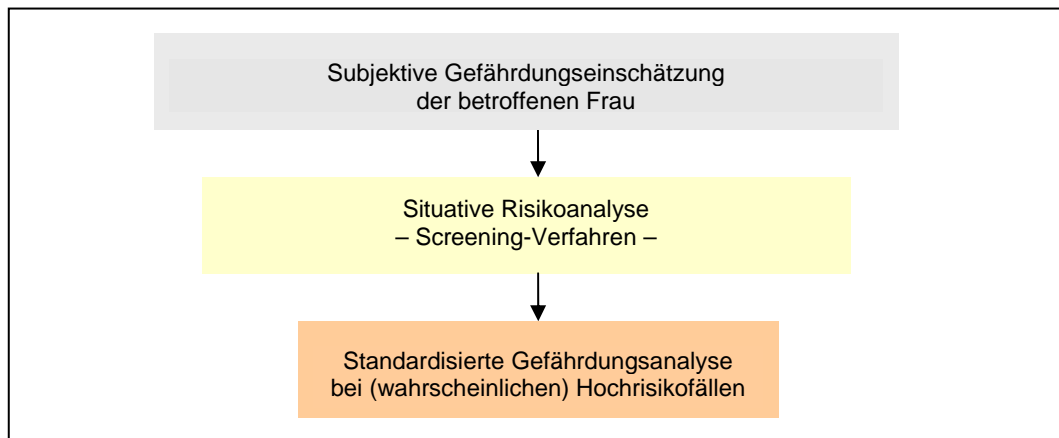 Subjektive Gefährdungseinschätzung
der betroffenen Frau
Situative Risikoanalyse
– Screening-Verfahren –
Standardisierte Gefährdungsanalyse
bei (wahrscheinlichen) Hochrisikofällen